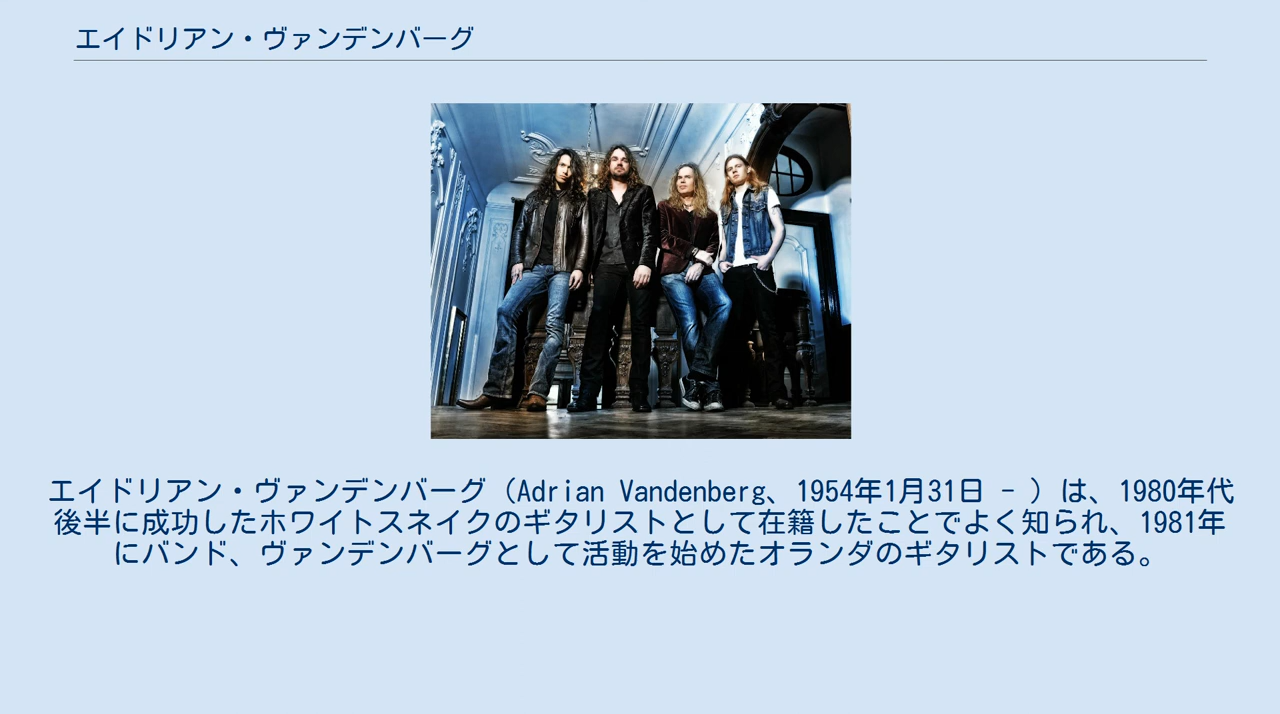 エイドリアン・ヴァンデンバーグ
エイドリアン・ヴァンデンバーグ（Adrian Vandenberg、1954年1月31日 - ）は、1980年代
後半に成功したホワイトスネイクのギタリストとして在籍したことでよく知られ、1981年
にバンド、ヴァンデンバーグとして活動を始めたオランダのギタリストである。